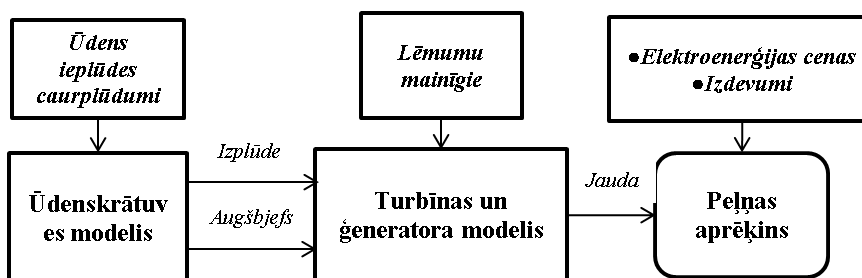 Ūdens
ieplūdes
caurplūdumi
Lēmumu
mainīgie
●Elektroenerģijas cenas
●Izdevumi
Izplūde
Augšbjefs
Jauda
Ūdenskrātuv
es modelis
Turbīnas un
ģeneratora modelis
Peļņas
aprēķins